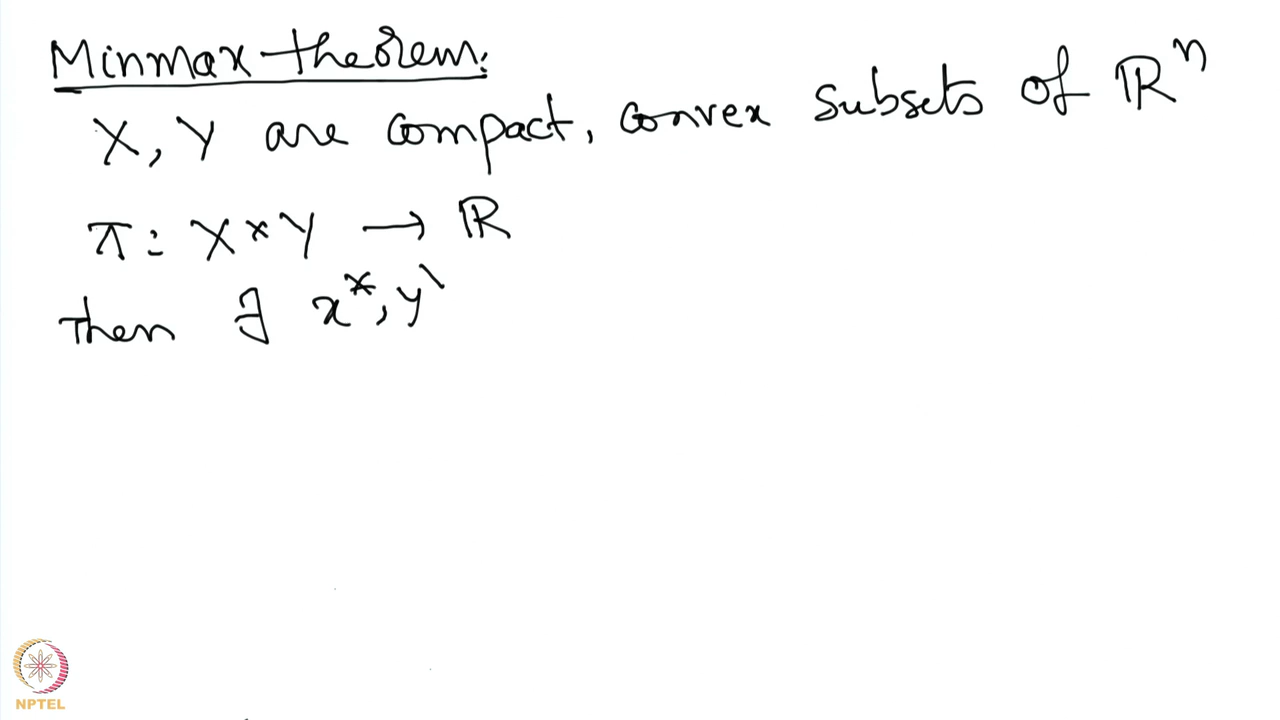 Minmax theorem:
X, Y are compact, convex subsets of ℝⁿ
π: X × Y → ℝ
Then ∃ x*, y
NPTEL